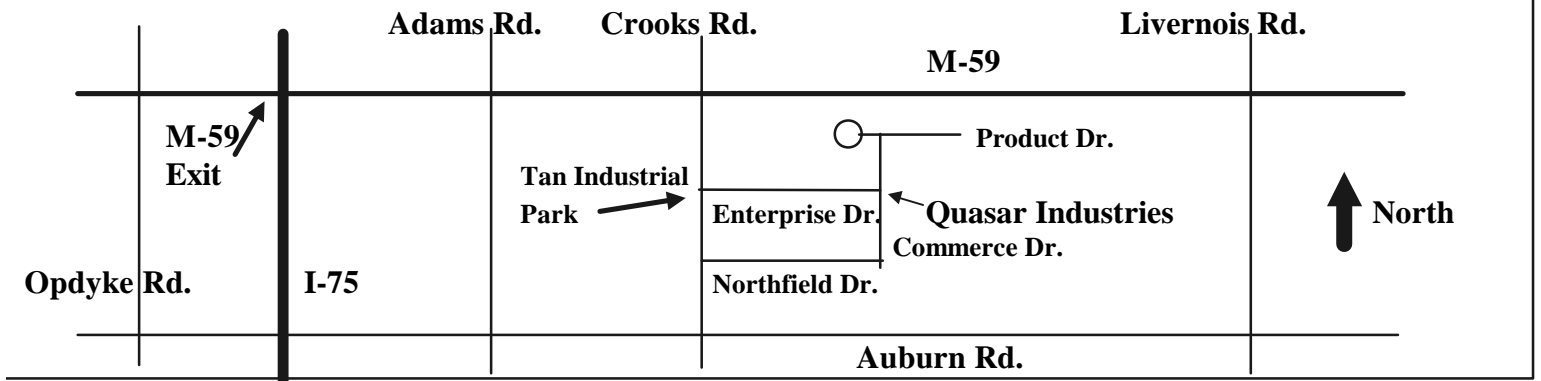 Adams Rd.
Crooks Rd.
Livernois Rd.
M-59
M-59
Exit
Product Dr.
Tan Industrial
Park
Enterprise Dr.
Quasar Industries
North
Commerce Dr.
Opdyke Rd.
I-75
Northfield Dr.
Auburn Rd.